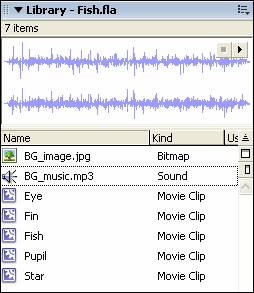 Library - Fish.fla
7 items
Name Kind Us
BG_image.jpg Bitmap
BG_music.mp3 Sound
Eye Movie Clip
Fin Movie Clip
Fish Movie Clip
Pupil Movie Clip
Star Movie Clip